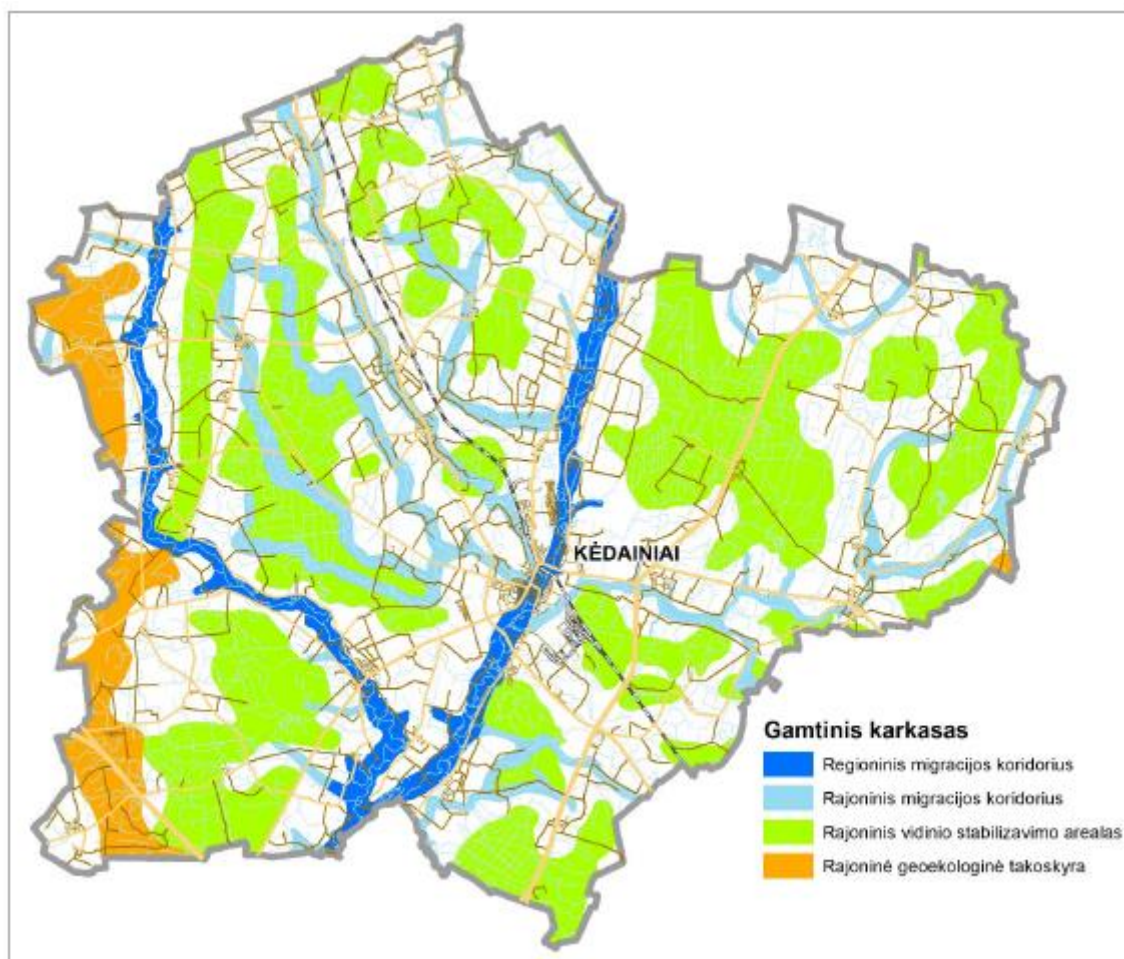 KĖDAINIAI
Gamtinis karkasas
Regioninis migracijos koridorius
Rajoninis migracijos koridorius
Rajoninis vidinio stabilizavimo arealas
Rajoninė geoekologinė takoskyra